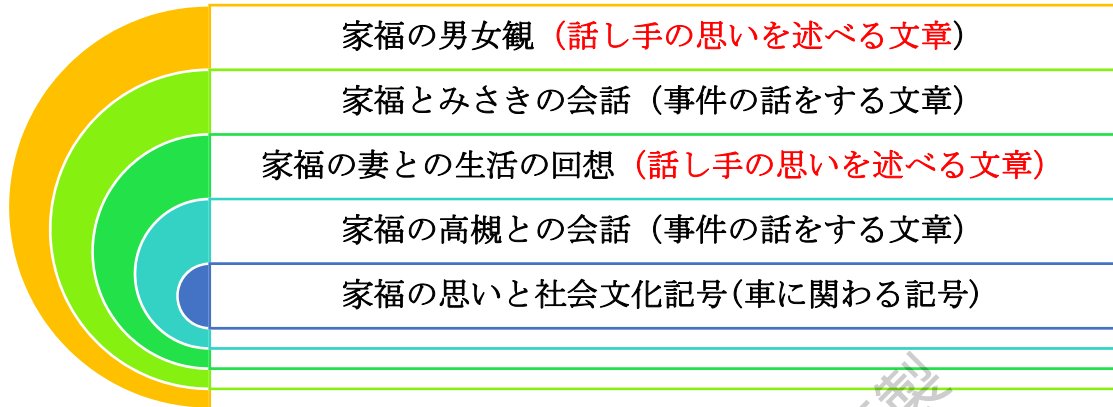 家福の男女観（話し手の思いを述べる文章）
家福とみさきの会話（事件の話をする文章）
家福の妻との生活の回想（話し手の思いを述べる文章）
家福の高槻との会話（事件の話をする文章）
家福の思いと社会文化記号(車に関わる記号)
製